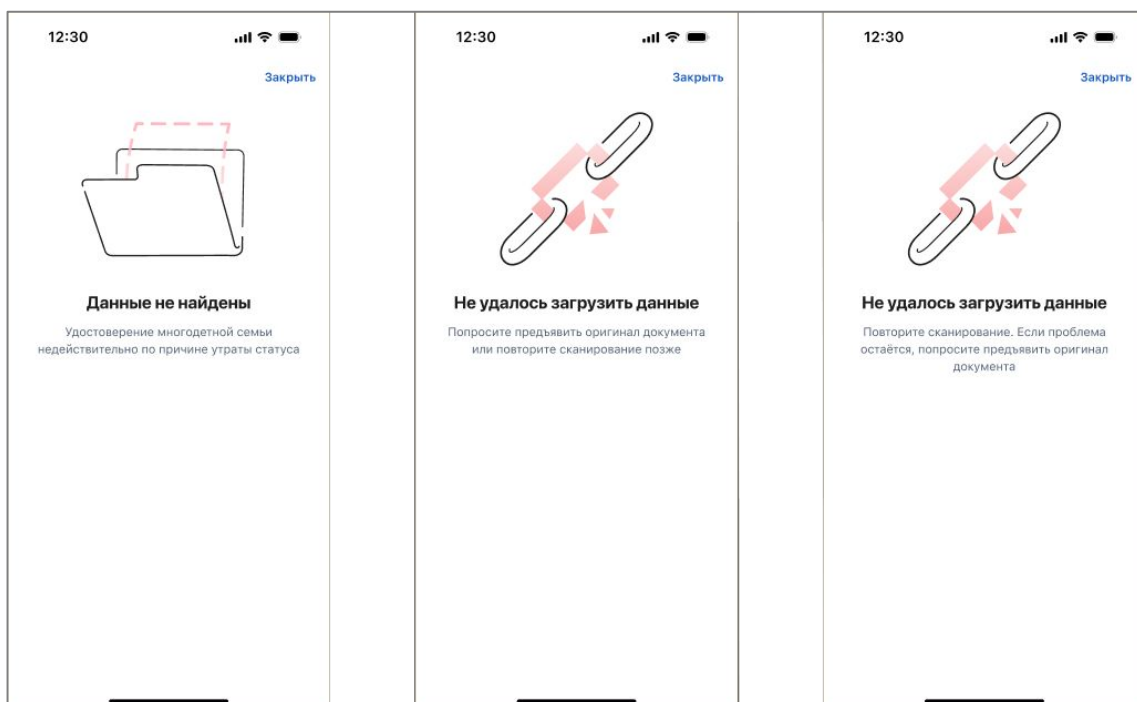 12:30
Закрыть
Данные не найдены
Удостоверение многодетной семьи
недействительно по причине утраты статуса
12:30
Закрыть
Не удалось загрузить данные
Попросите предъявить оригинал документа
или повторите сканирование позже
12:30
Закрыть
Не удалось загрузить данные
Повторите сканирование. Если проблема
остаётся, попросите предъявить оригинал
документа